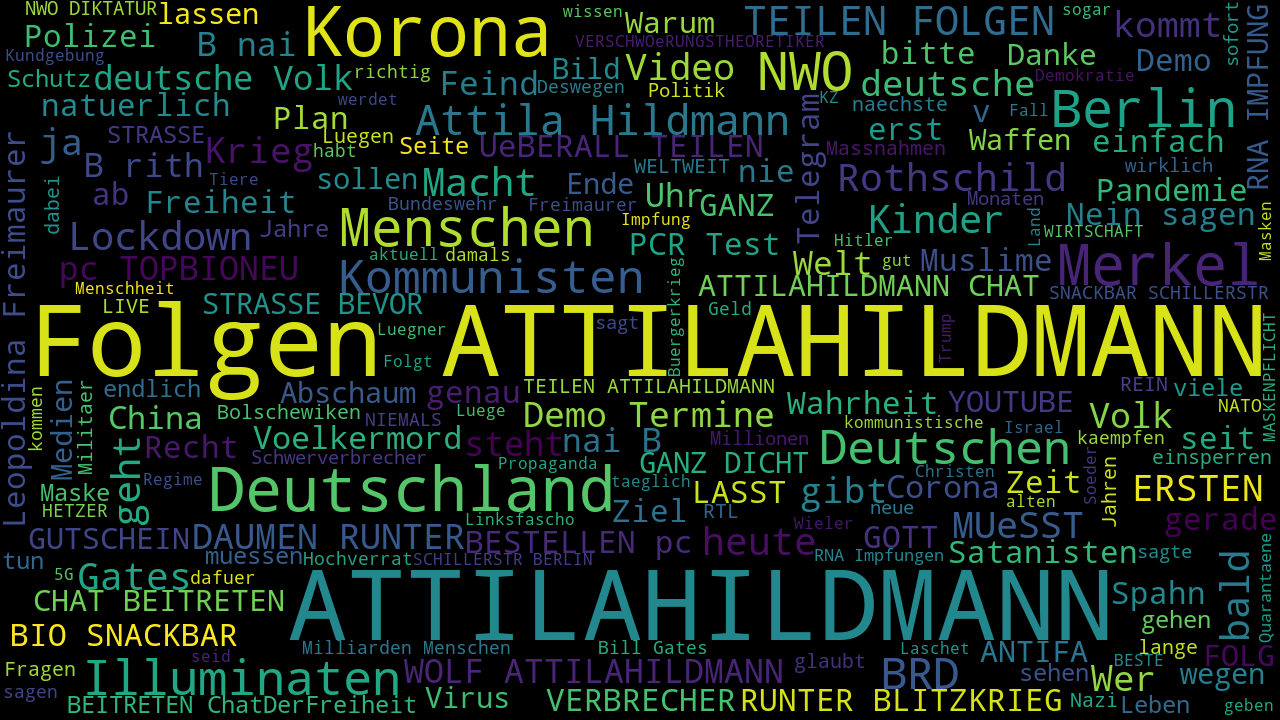 NWO DIKTATUR
lassen
Korona
wissen
Warum
TEILEN FOLGEN
sogar
kommt
sofort
RNA IMPFUNG
Polizei
B nai
VERSCHWOeRUNGSTHEORETIKER
bitte
Danke
Demo
Kundgebung
Schutz
deutsche Volk
richtig
Feind
Bild
Deswegen
Video
Politik
NWO
deutsche
Demokratie
natuerlich
werdet
Plan
Attila Hildmann
Telegram
KZ
naechste
v
Fall
Berlin
ja
STRASSE
Krieg
Luegen
habt
Seite
UeBERALL TEILEN
erst
Massnahmen
Waffen
einfach
Leopoldina Freimaurer
dabei
B rith
ab
Tiere
Freiheit
sollen
Macht
Ende
WELTWEIT
nie
Rothschild
wirklich
Monaten
Pandemie
Bundeswehr
Freimaurer
Uhr
GANZ
Impfung
Kinder
Land
Nein sagen
Masken
Lockdown
Jahre
Menschen
PCR Test
Hitler
WIRTSCHAFT
pc TOPBIONEU
aktuell
damals
Buergerkrieg
Welt
gut
Muslime
Merkel
Menschheit
Kommunisten
ATTILAHILDMANN CHAT
SNACKBAR SCHILLERSTR
LIVE
STRASSE BEVOR
Geld
Folgen ATTILAHILDMANN
Luegner
sagt
Trump
MASKENPFLICHT
Folgt
kommen
Medien
Militaer
endlich
Abschaum
genau
TEILEN ATTILAHILDMANN
Wahrheit
YOUTUBE
REIN
viele
NATO
China
Bolschewiken
NIEMALS
Luege
Demo Termine
kommunistische
Israel
Volk
kaempfen
geht
Recht
Voelkermord
steht
nai B
Millionen
Deutschen
seit
Schwerverbrecher
Propaganda
GANZ DICHT
Christen
Soeder
Jahren
einsperren
Regime
Maske
HETZER
Deutschland
taeglich
LASST
gibt
Corona
Zeit
alten
ERSTEN
Linksfascho
Ziel
RTL
neue
Wieler
GOTT
MUeSST
gerade
GUTSCHEIN
DAUMEN RUNTER
BESTELLEN pc
heute
tun
muessen
Hochverrat
SCHILLERSTR BERLIN
RNA Impfungen
Satanisten
sagte
bald
Quarantaene
5G
Gates
dafuer
CHAT BEITRETEN
ATTILAHILDMANN
Spahn
gehen
BIO SNACKBAR
Milliarden Menschen
Bill Gates
Laschet
ANTIFA
lange
Fragen
seid
glaubt
BESTE
FOLG
sagen
Illuminaten
WOLF ATTILAHILDMANN
BRD
sehen
Wer
wegen
BEITRETEN ChatDerFreiheit
Virus
VERBRECHER
RUNTER BLITZKRIEG
Nazi
Leben
geben